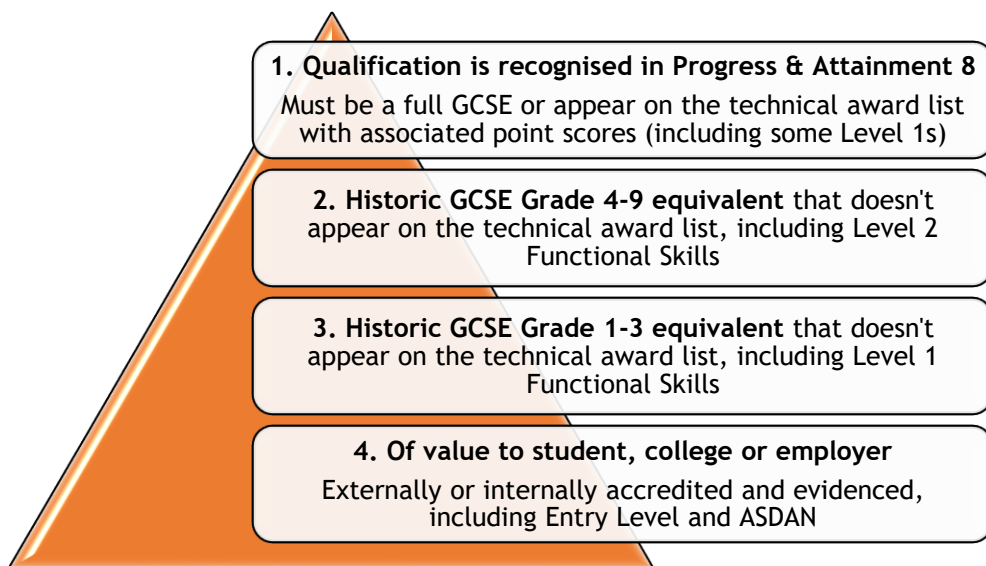 1. Qualification is recognised in Progress & Attainment 8
Must be a full GCSE or appear on the technical award list
with associated point scores (including some Level 1s)
2. Historic GCSE Grade 4-9 equivalent that doesn't
appear on the technical award list, including Level 2
Functional Skills
3. Historic GCSE Grade 1-3 equivalent that doesn't
appear on the technical award list, including Level 1
Functional Skills
4. Of value to student, college or employer
Externally or internally accredited and evidenced,
including Entry Level and ASDAN